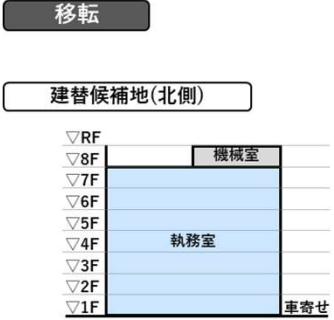 移転
建替候補地(北側)
▽RF
▽8F 機械室
▽7F
▽6F
▽5F
▽4F 執務室
▽3F
▽2F
▽1F 車寄せ